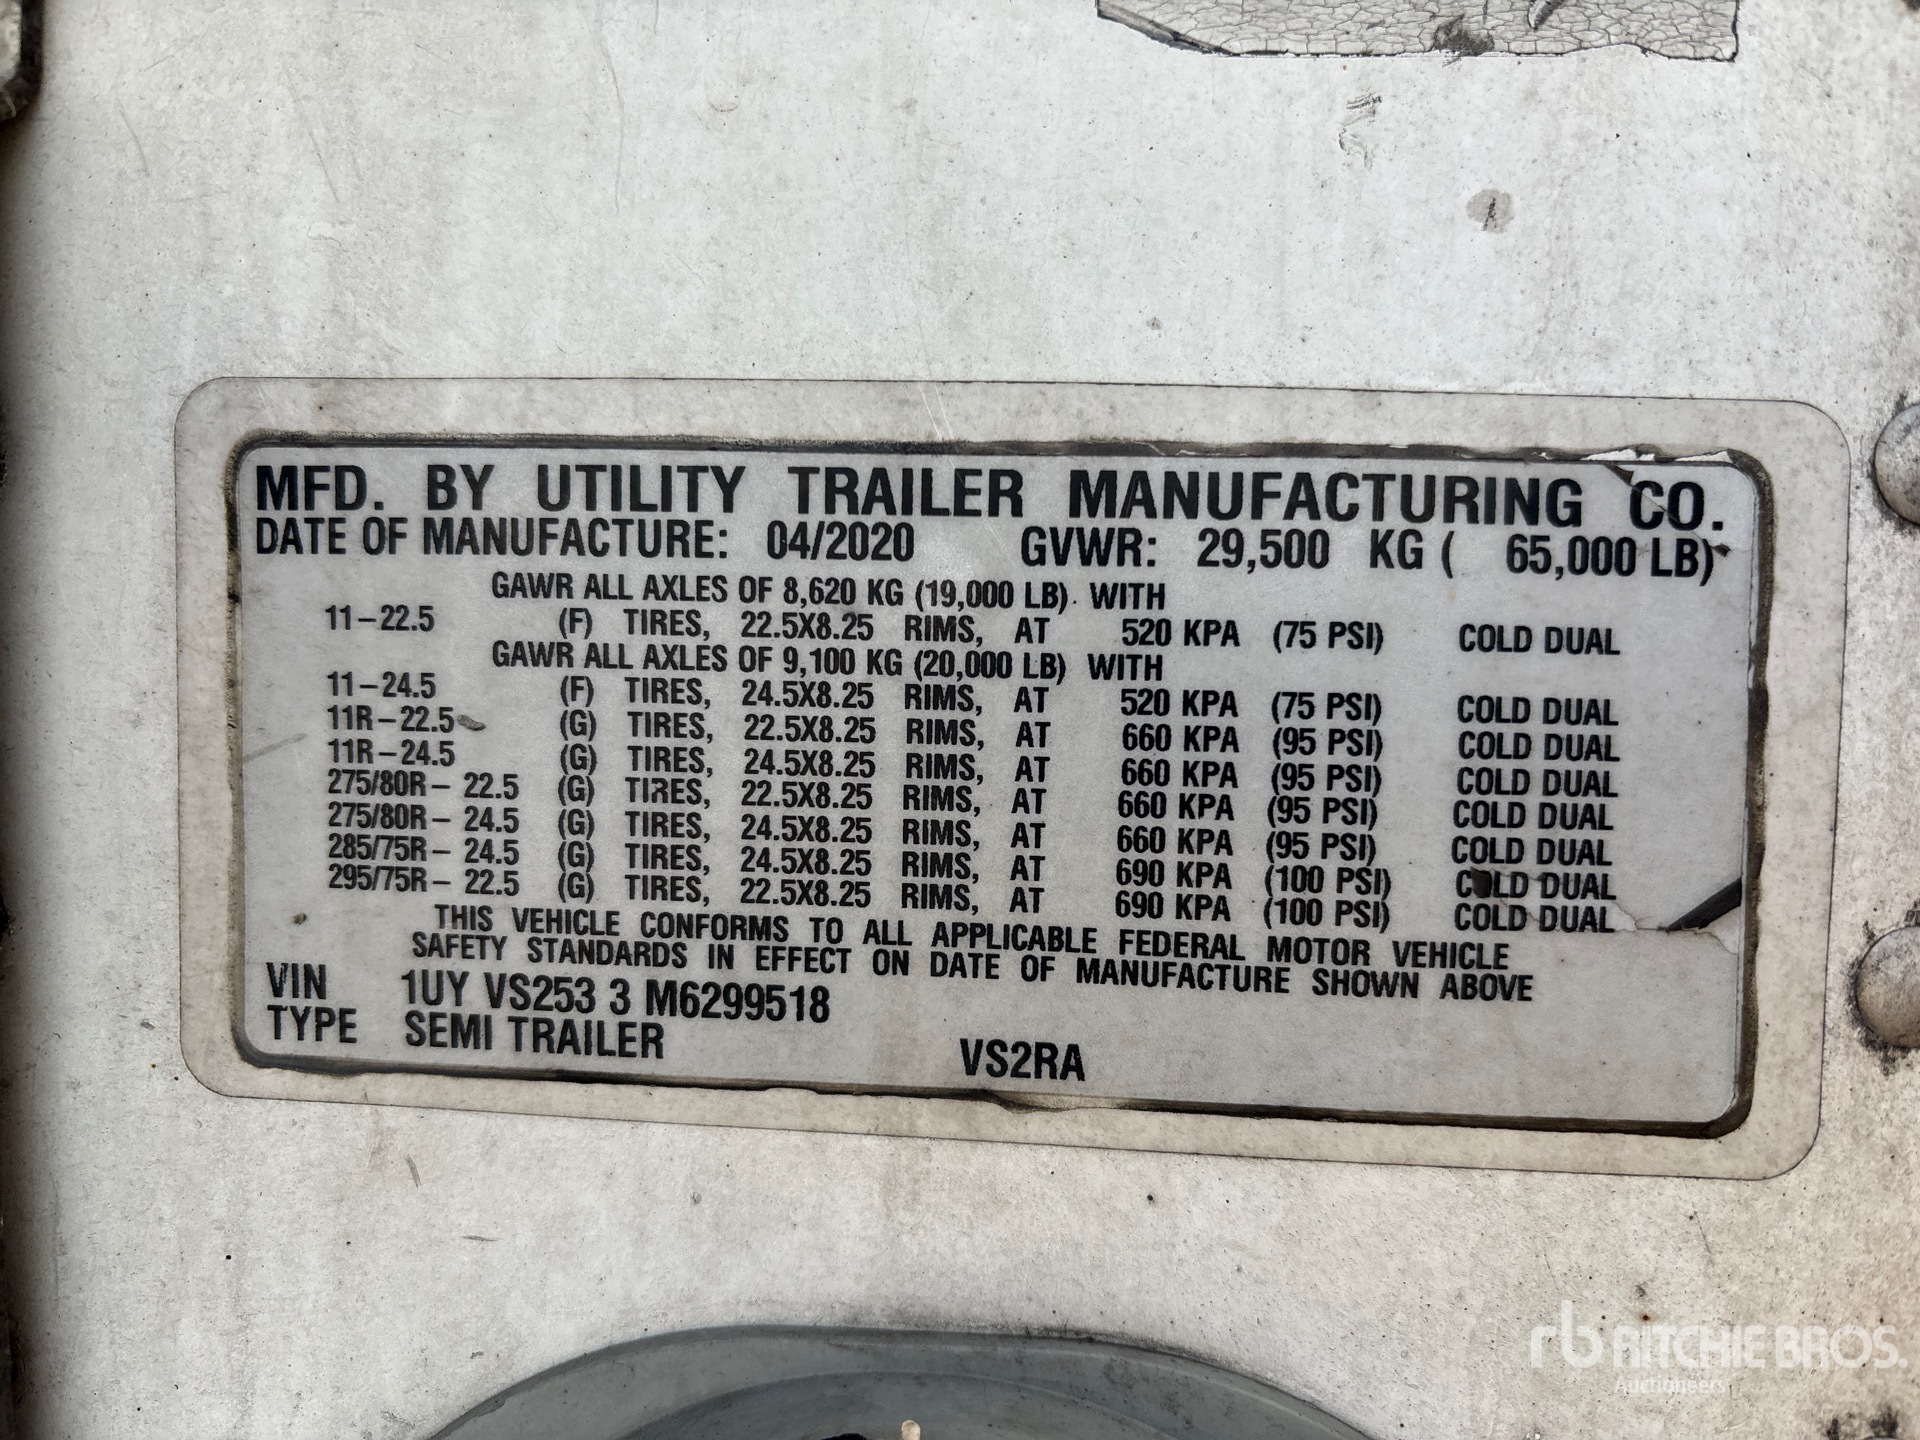 MFD. BY UTILITY TRAILER MANUFACTURING CO.
DATE OF MANUFACTURE: 04/2020 GVWR: 29,500 KG ( 65,000 LB)
GAWR ALL AXLES OF 8,620 KG (19,000 LB) WITH
11-22.5 (F) TIRES, 22.5X8.25 RIMS, AT 520 KPA (75 PSI) COLD DUAL
GAWR ALL AXLES OF 9,100 KG (20,000 LB) WITH
11-24.5 (F) TIRES, 24.5X8.25 RIMS, AT 520 KPA (75 PSI) COLD DUAL
11R-22.5 (G) TIRES, 22.5X8.25 RIMS, AT 660 KPA (95 PSI) COLD DUAL
11R-24.5 (G) TIRES, 24.5X8.25 RIMS, AT 660 KPA (95 PSI) COLD DUAL
275/80R- 22.5 (G) TIRES, 22.5X8.25 RIMS, AT 660 KPA (95 PSI) COLD DUAL
275/80R- 24.5 (G) TIRES, 24.5X8.25 RIMS, AT 660 KPA (95 PSI) COLD DUAL
285/75R- 24.5 (G) TIRES, 24.5X8.25 RIMS, AT 690 KPA (100 PSI) COLD DUAL
295/75R- 22.5 (G) TIRES, 22.5X8.25 RIMS, AT 690 KPA (100 PSI) COLD DUAL
THIS VEHICLE CONFORMS TO ALL APPLICABLE FEDERAL MOTOR VEHICLE
SAFETY STANDARDS IN EFFECT ON DATE OF MANUFACTURE SHOWN ABOVE
VIN 1UY VS253 3 M6299518
TYPE SEMI TRAILER VS2RA
rb RITCHIE BROS.
Auctioneers